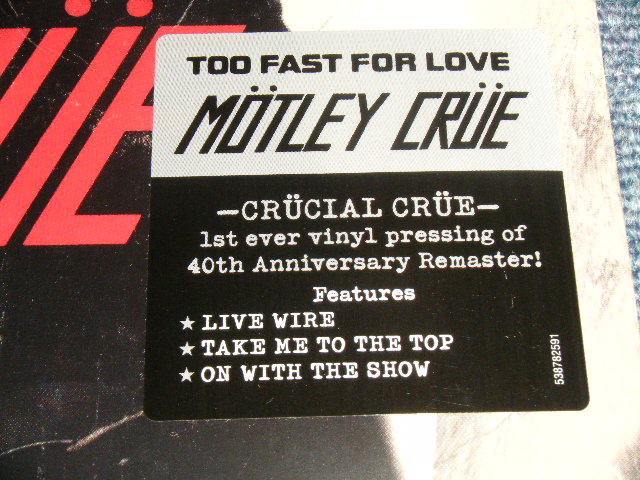 TOO FAST FOR LOVE
MÖTLEY CRÜE
—CRÜCIAL CRÜE—
1st ever vinyl pressing of
40th Anniversary Remaster!
Features
★ LIVE WIRE
★ TAKE ME TO THE TOP
★ ON WITH THE SHOW
538782591